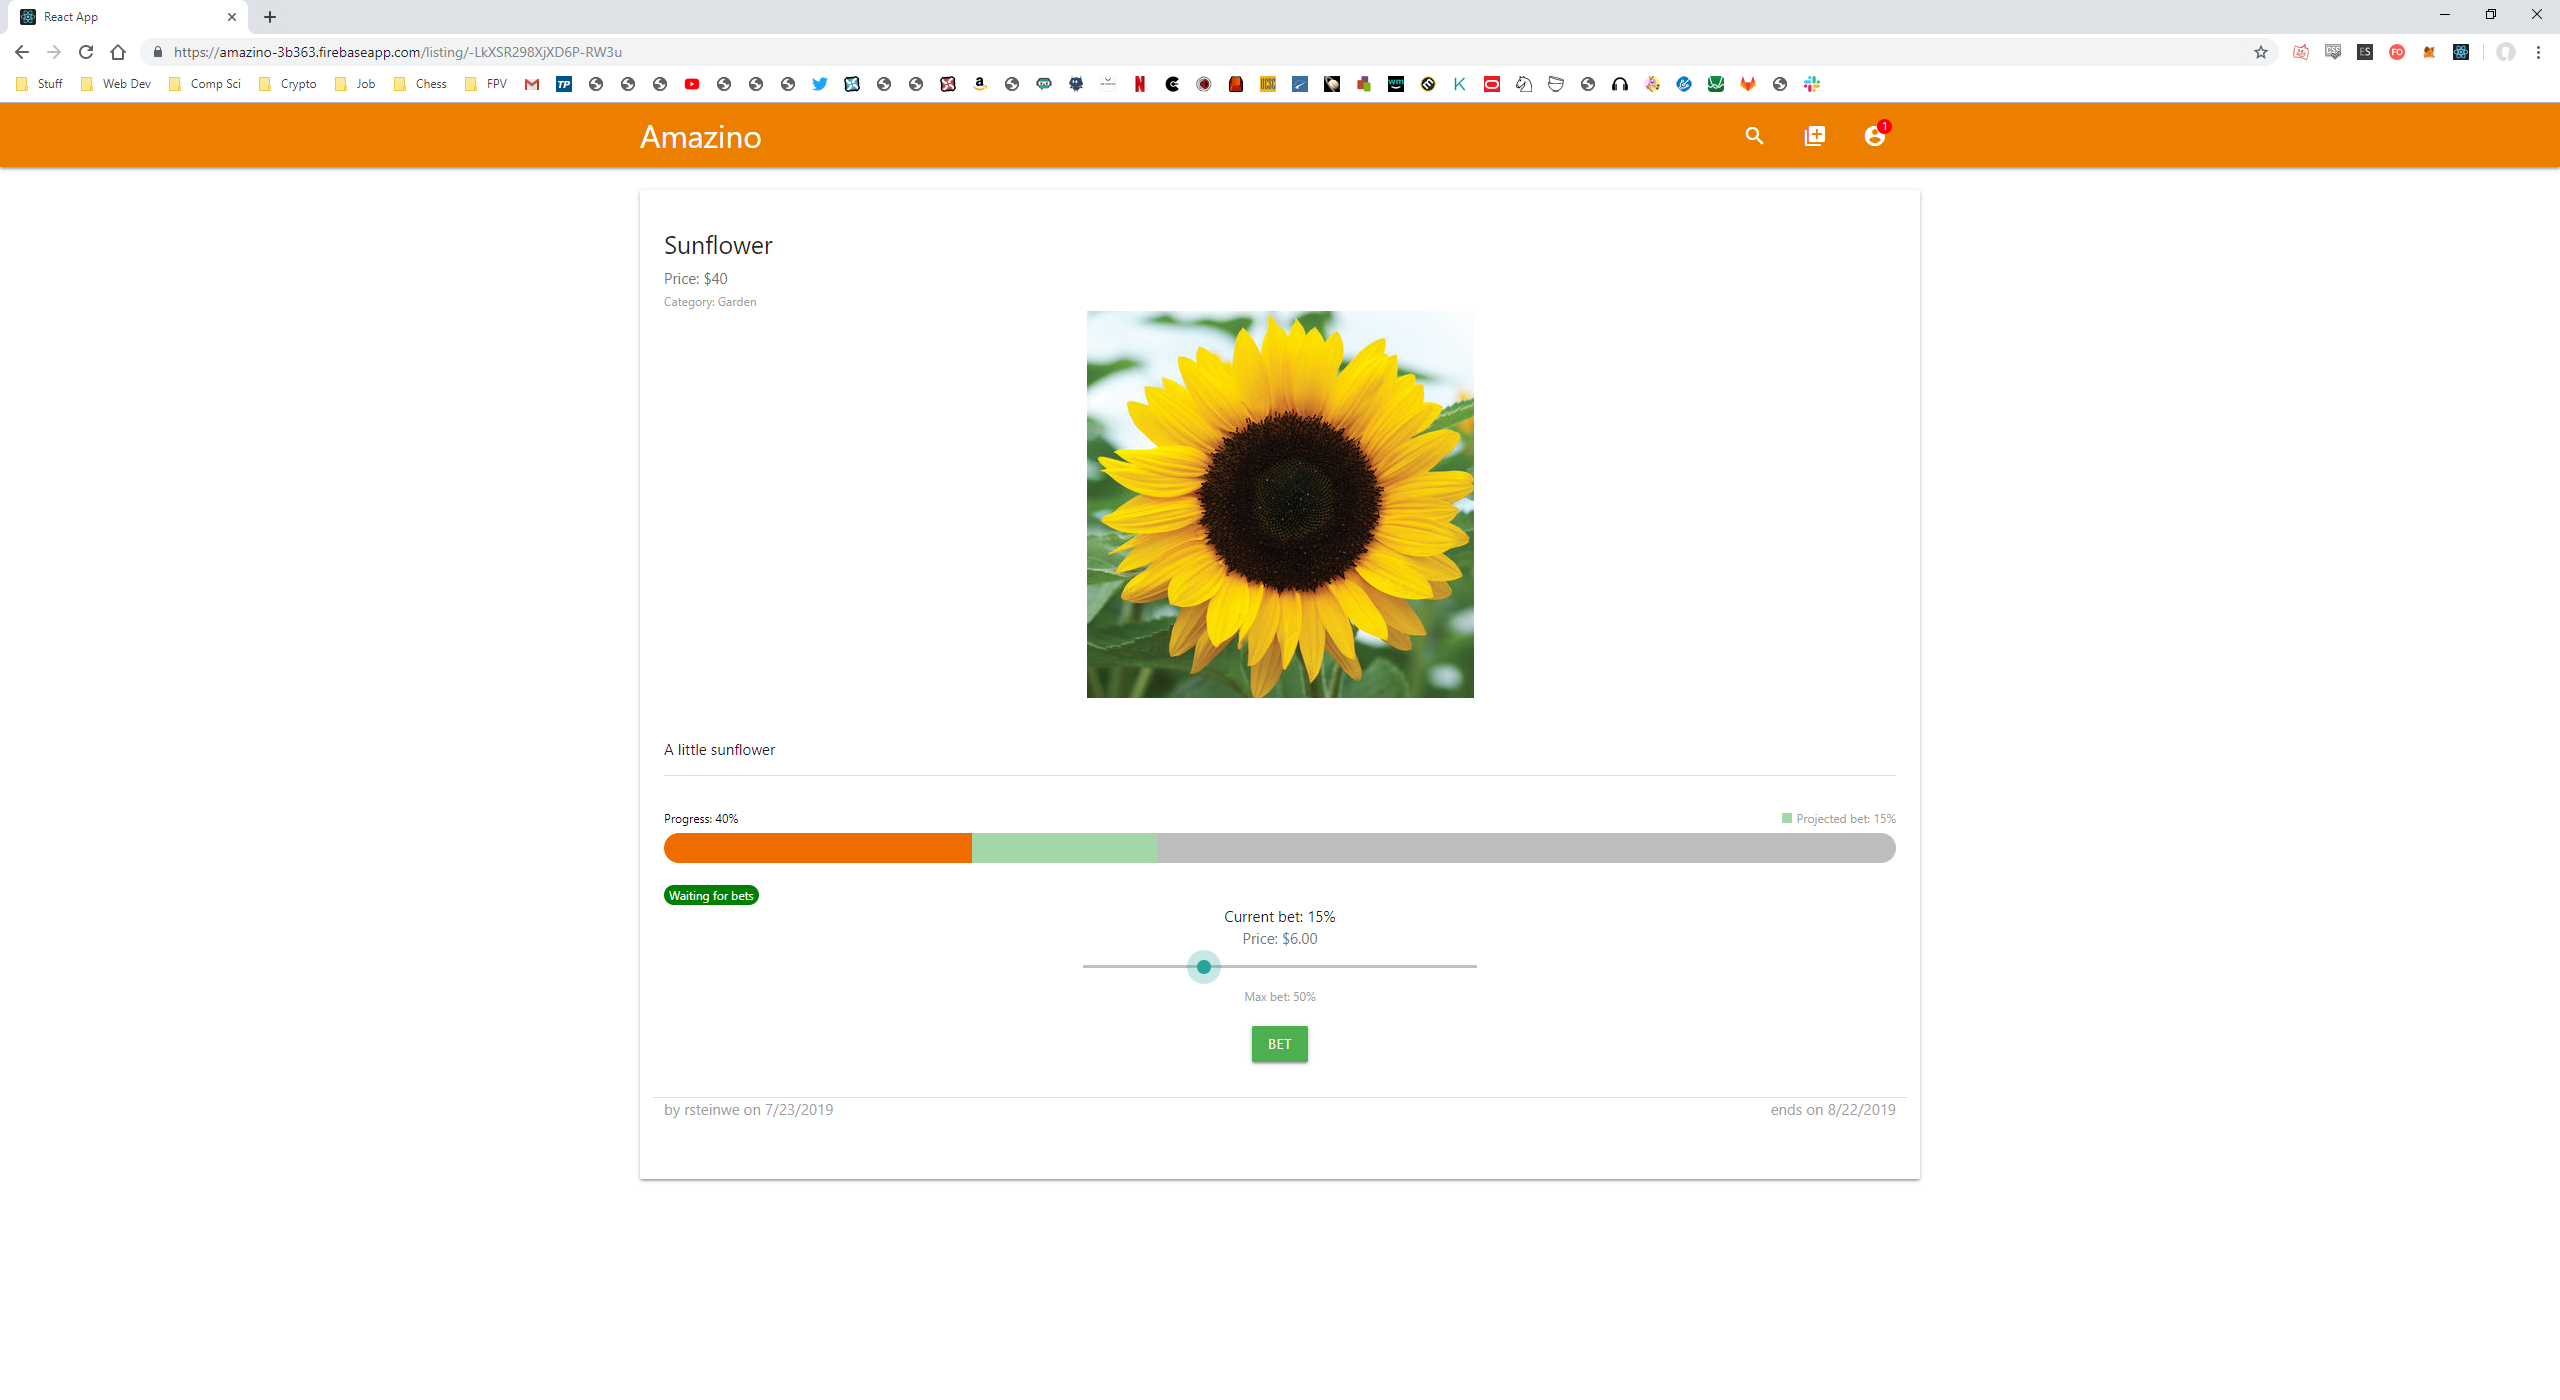 React App
https://amazino-3b363.firebaseapp.com/listing/-LkXSR298XjXD6P-RW3u
Stuff Web Dev Comp Sci Crypto Job Chess FPV
Amazino
1
Sunflower
Price: $40
Category: Garden
A little sunflower
Progress: 40%
Projected bet: 15%
Waiting for bets
Current bet: 15%
Price: $6.00
Max bet: 50%
BET
by rsteinwe on 7/23/2019
ends on 8/22/2019